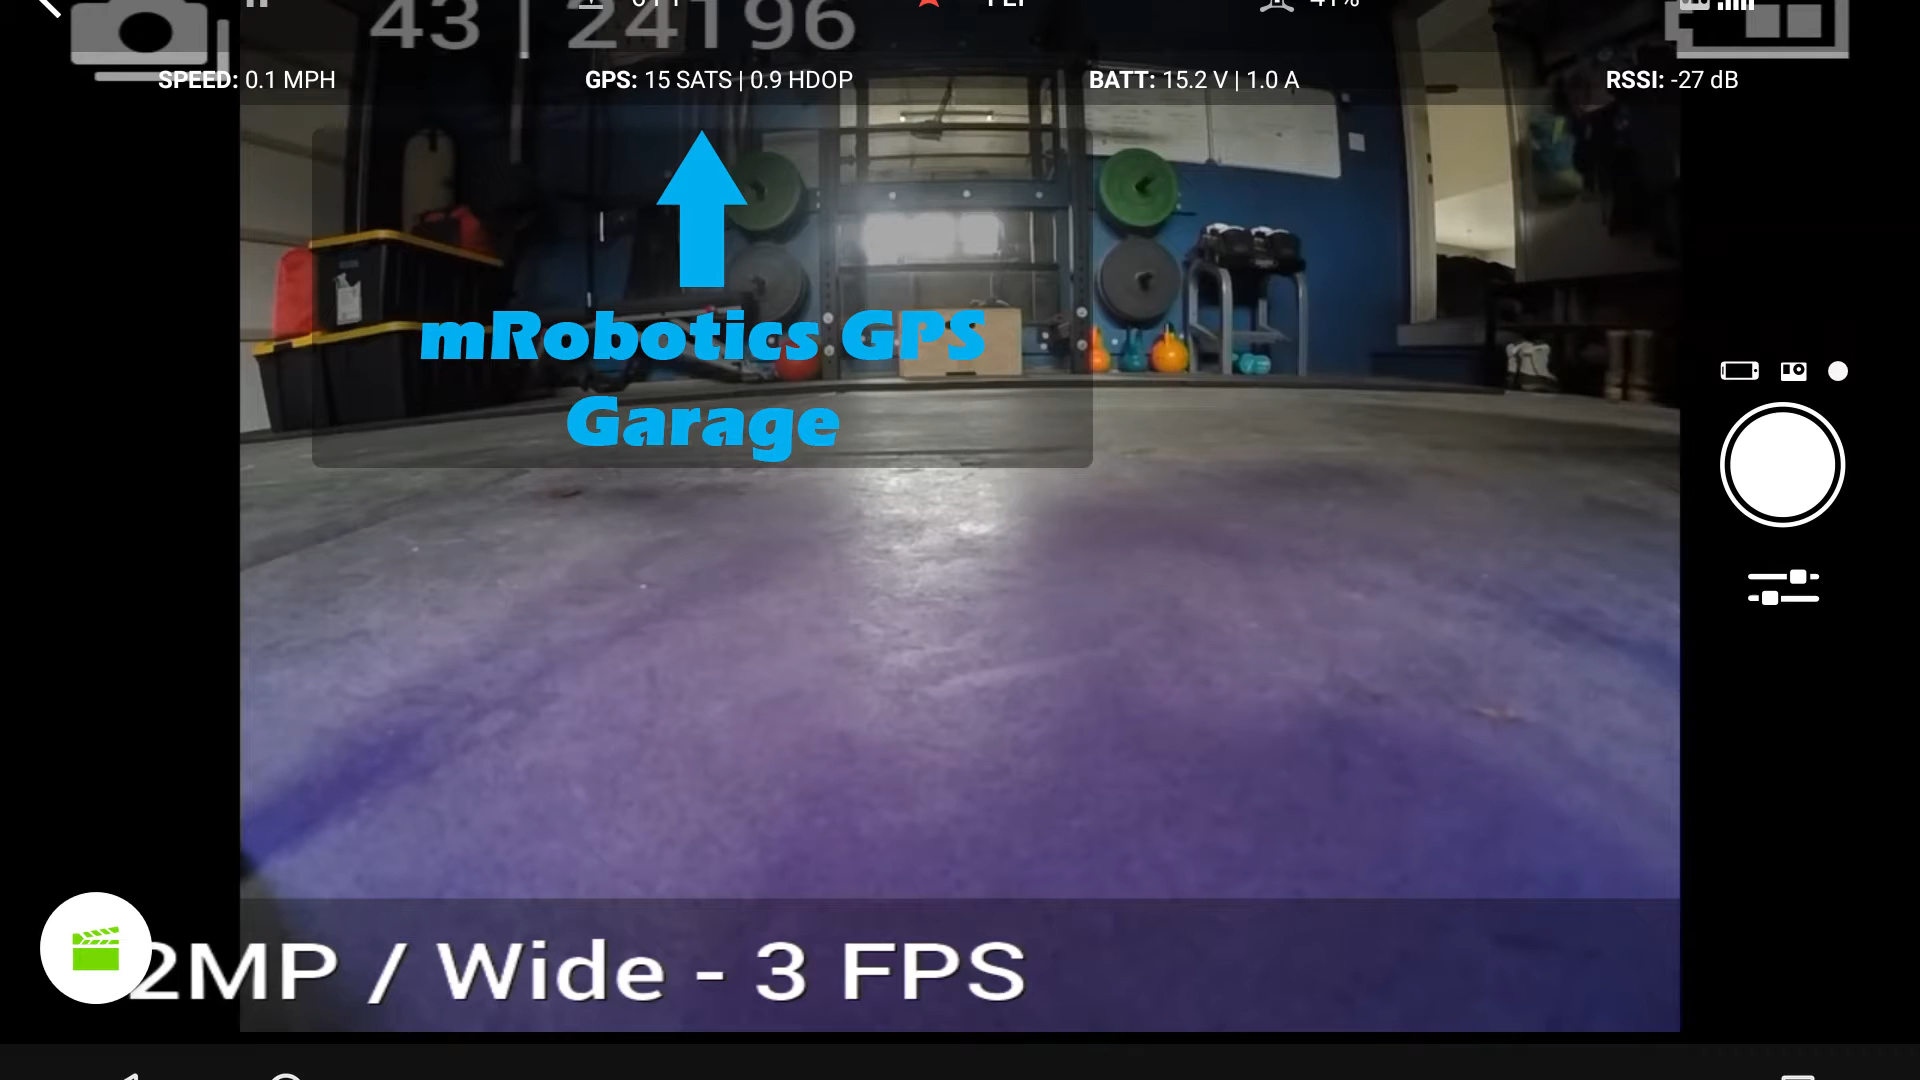 43 | 24196
41%
SPEED: 0.1 MPH
GPS: 15 SATS | 0.9 HDOP
BATT: 15.2 V | 1.0 A
RSSI: -27 dB
mRobotics GPS
Garage
2MP / Wide - 3 FPS